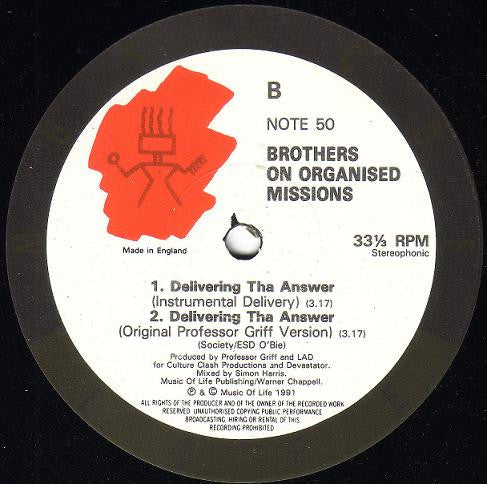 B
NOTE 50
BROTHERS
ON ORGANISED
MISSIONS
Made in England
33⅓ RPM
Stereophonic
1. Delivering Tha Answer
(Instrumental Delivery) (3.17)
2. Delivering Tha Answer
(Original Professor Griff Version) (3.17)
(Society/ESD O'Bie)
Produced by Professor Griff and LAD
for Culture Clash Productions and Devastator.
Mixed by Simon Harris.
Music Of Life Publishing/Warner Chappell.
℗ & © Music Of Life 1991
ALL RIGHTS OF THE PRODUCER AND OF THE OWNER OF THE RECORDED WORK
RESERVED. UNAUTHORISED COPYING PUBLIC PERFORMANCE
BROADCASTING. HIRING OR RENTAL OF THIS
RECORDING PROHIBITED